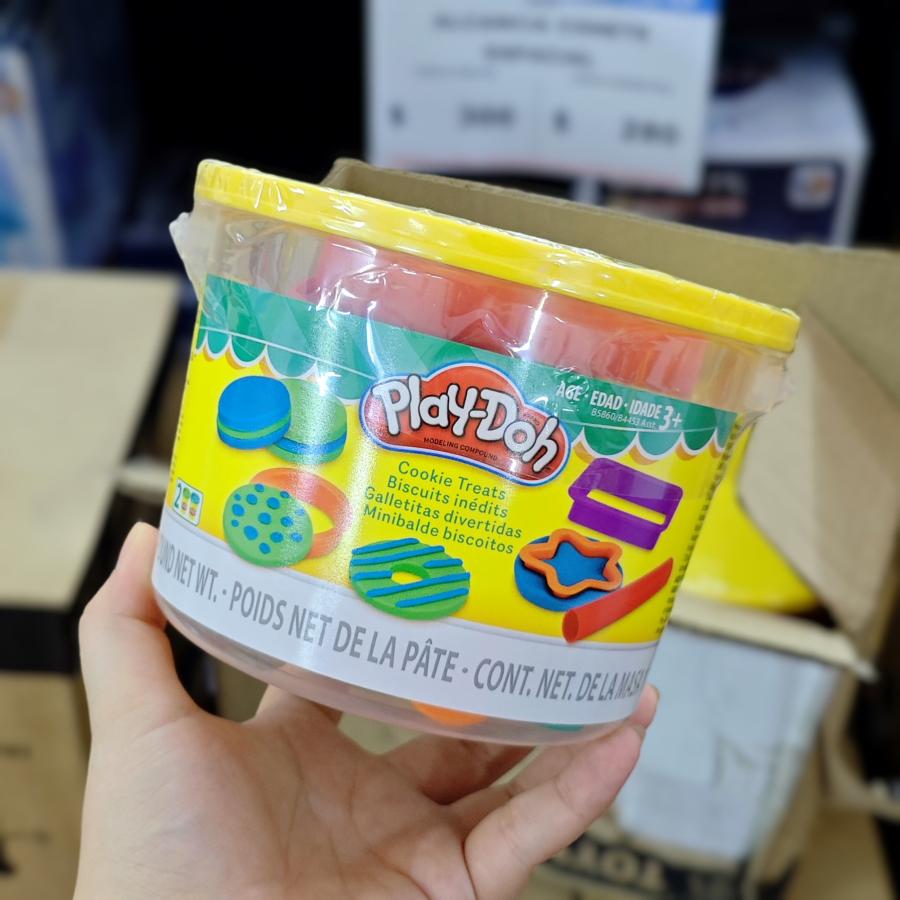 PLAY-DOH
MODELING COMPOUND
AGE · EDAD · IDADE 3+
B5860/B4453 Asst.
Cookie Treats
Biscuits inédits
Galletitas divertidas
Minibalde biscoitos
2
NET WT. · POIDS NET DE LA PÂTE · CONT. NET. DE LA MASA